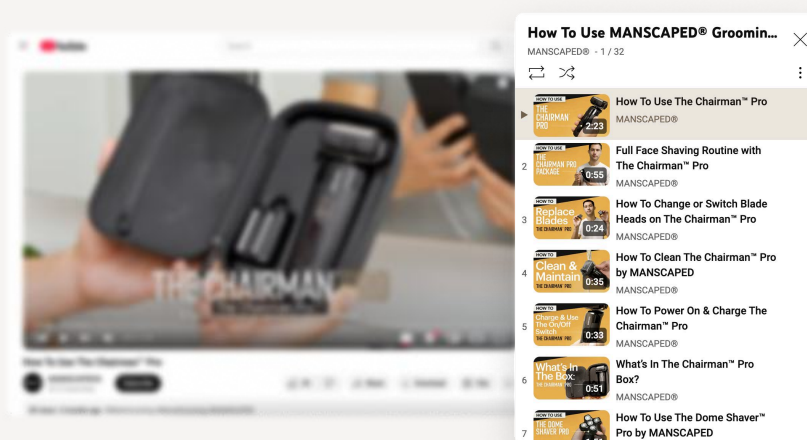 How To Use MANSCAPED® Groomin...
MANSCAPED® - 1 / 32
HOW TO USE
THE
CHAIRMAN
PRO
2:23
How To Use The Chairman™ Pro
MANSCAPED®
2
HOW TO USE
THE
CHAIRMAN PRO
PACKAGE
0:55
Full Face Shaving Routine with
The Chairman™ Pro
MANSCAPED®
3
HOW TO
Replace
Blades
THE CHAIRMAN PRO
0:24
How To Change or Switch Blade
Heads on The Chairman™ Pro
MANSCAPED®
4
HOW TO
Clean &
Maintain
THE CHAIRMAN PRO
0:35
How To Clean The Chairman™ Pro
by MANSCAPED
MANSCAPED®
5
HOW TO
Charge & Use
The On/Off
Switch
THE CHAIRMAN PRO
0:33
How To Power On & Charge The
Chairman™ Pro
MANSCAPED®
6
What's In
The Box:
THE CHAIRMAN PRO
0:51
What's In The Chairman™ Pro
Box?
MANSCAPED®
7
HOW TO USE
THE DOME
SHAVER PRO
How To Use The Dome Shaver™
Pro by MANSCAPED
THE CHAIRMAN